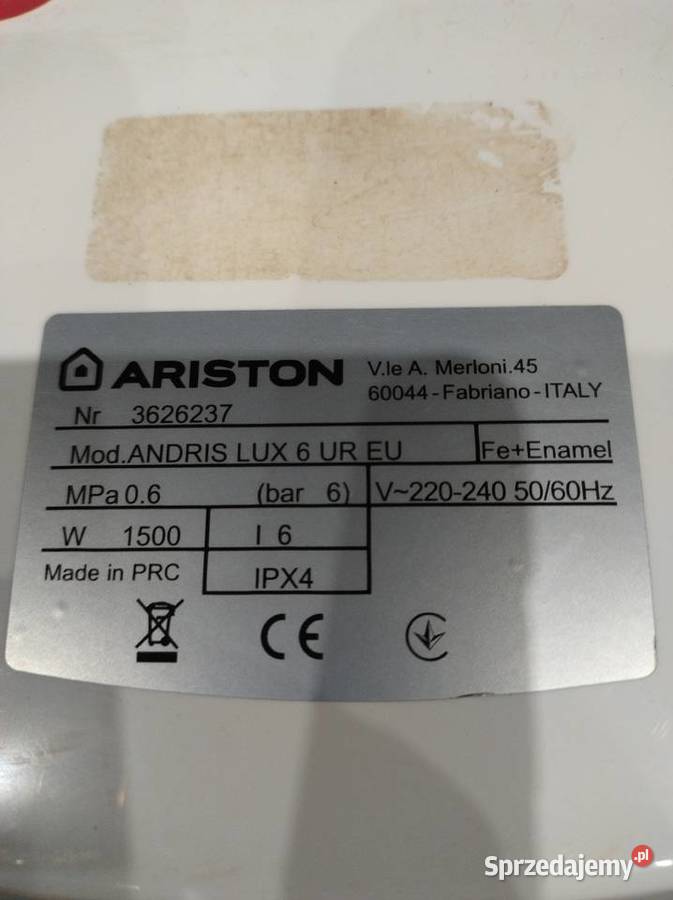 ARISTON
V.le A. Merloni.45
60044-Fabriano-ITALY
Nr 3626237
Mod.ANDRIS LUX 6 UR EU
Fe+Enamel
MPa 0.6 (bar 6)
V~220-240 50/60Hz
W 1500
l 6
Made in PRC
IPX4
CE
Sprzedajemy.pl